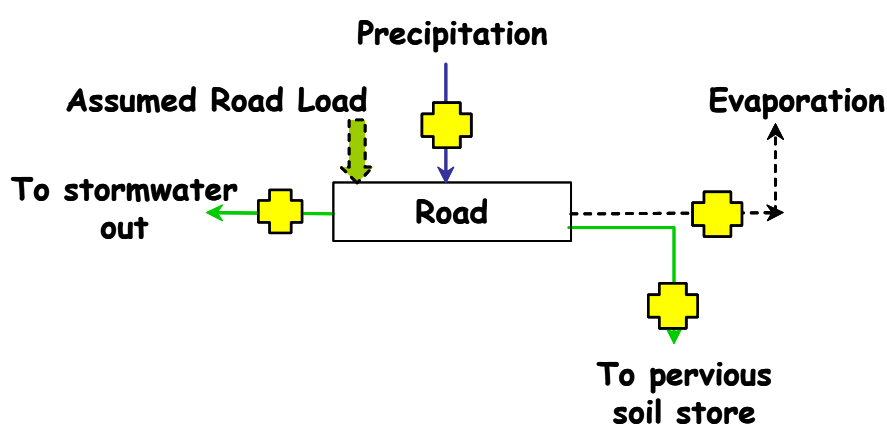 Precipitation
Assumed Road Load
Evaporation
To stormwater
out
Road
To pervious
soil store